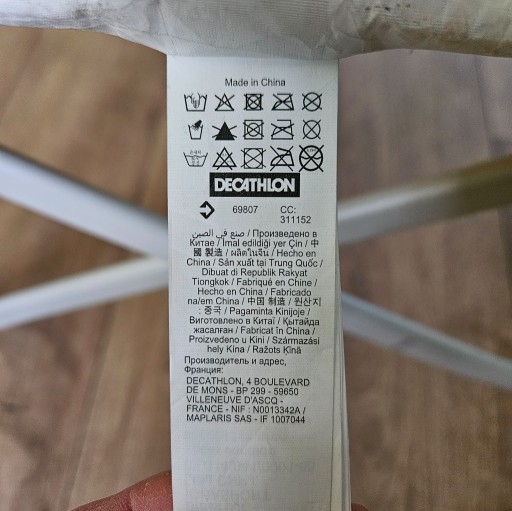 Made in China
DECATHLON
69807 CC:
311152
صنع في الصين / Произведено в
Китае / İmal edildiği yer Çin / 中
國 製造 / ผลิตในจีน / Hecho en
China / Sản xuất tại Trung Quốc /
Dibuat di Republik Rakyat
Tiongkok / Fabriqué en Chine /
Hecho en China / Fabricado
na/em China / 中国 制造 / 원산지
: 중국 / Pagaminta Kinijoje /
Виготовлено в Китаї / Қытайда
жасалған / Fabricat în China /
Proizvedeno u Kini / Származási
hely Kína / Ražots Ķīnā
Производитель и адрес,
Франция:
DECATHLON, 4 BOULEVARD
DE MONS - BP 299 - 59650
VILLENEUVE D'ASCQ -
FRANCE - NIF : N0013342A /
MAPLARIS SAS - IF 1007044